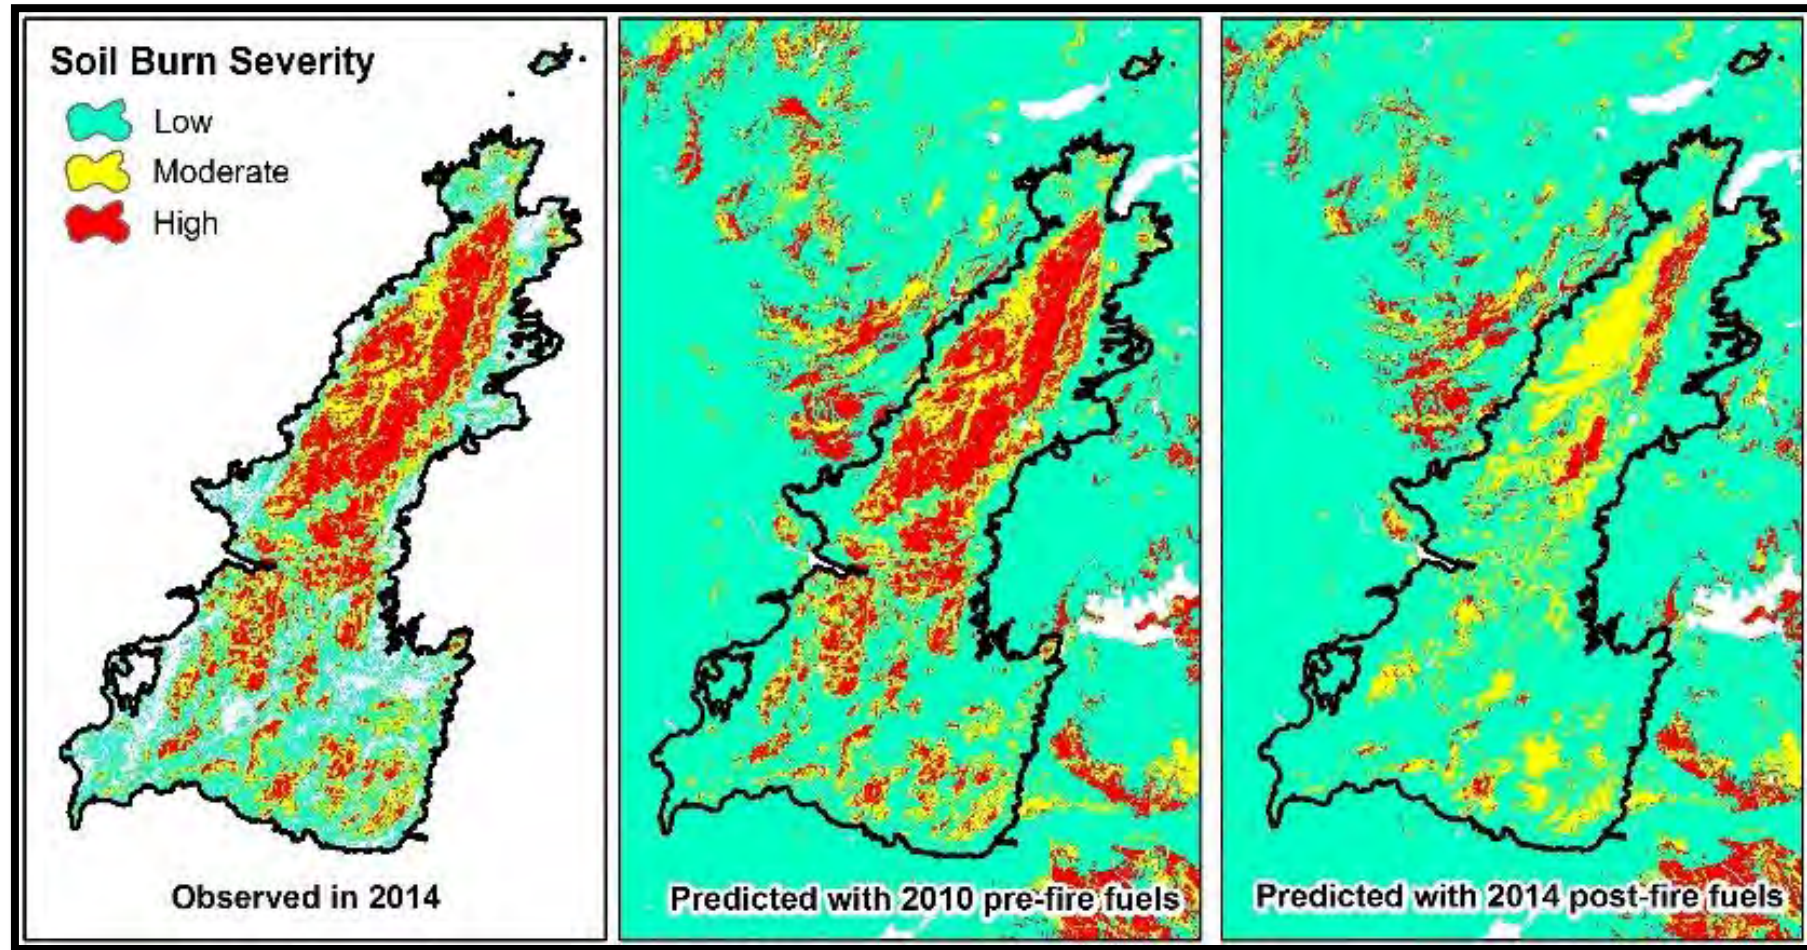 Soil Burn Severity
Low
Moderate
High
Observed in 2014
Predicted with 2010 pre-fire fuels
Predicted with 2014 post-fire fuels